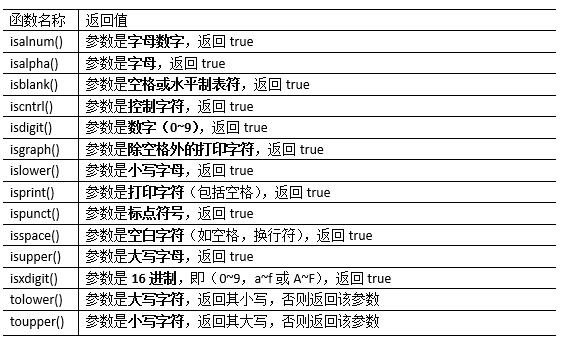 函数名称 返回值
isalnum() 参数是字母数字，返回 true
isalpha() 参数是字母，返回 true
isblank() 参数是空格或水平制表符，返回 true
iscntrl() 参数是控制字符，返回 true
isdigit() 参数是数字（0~9），返回 true
isgraph() 参数是除空格外的打印字符，返回 true
islower() 参数是小写字母，返回 true
isprint() 参数是打印字符（包括空格），返回 true
ispunct() 参数是标点符号，返回 true
isspace() 参数是空白字符（如空格，换行符），返回 true
isupper() 参数是大写字母，返回 true
isxdigit() 参数是 16 进制，即（0~9，a~f 或 A~F），返回 true
tolower() 参数是大写字符，返回其小写，否则返回该参数
toupper() 参数是小写字符，返回其大写，否则返回该参数